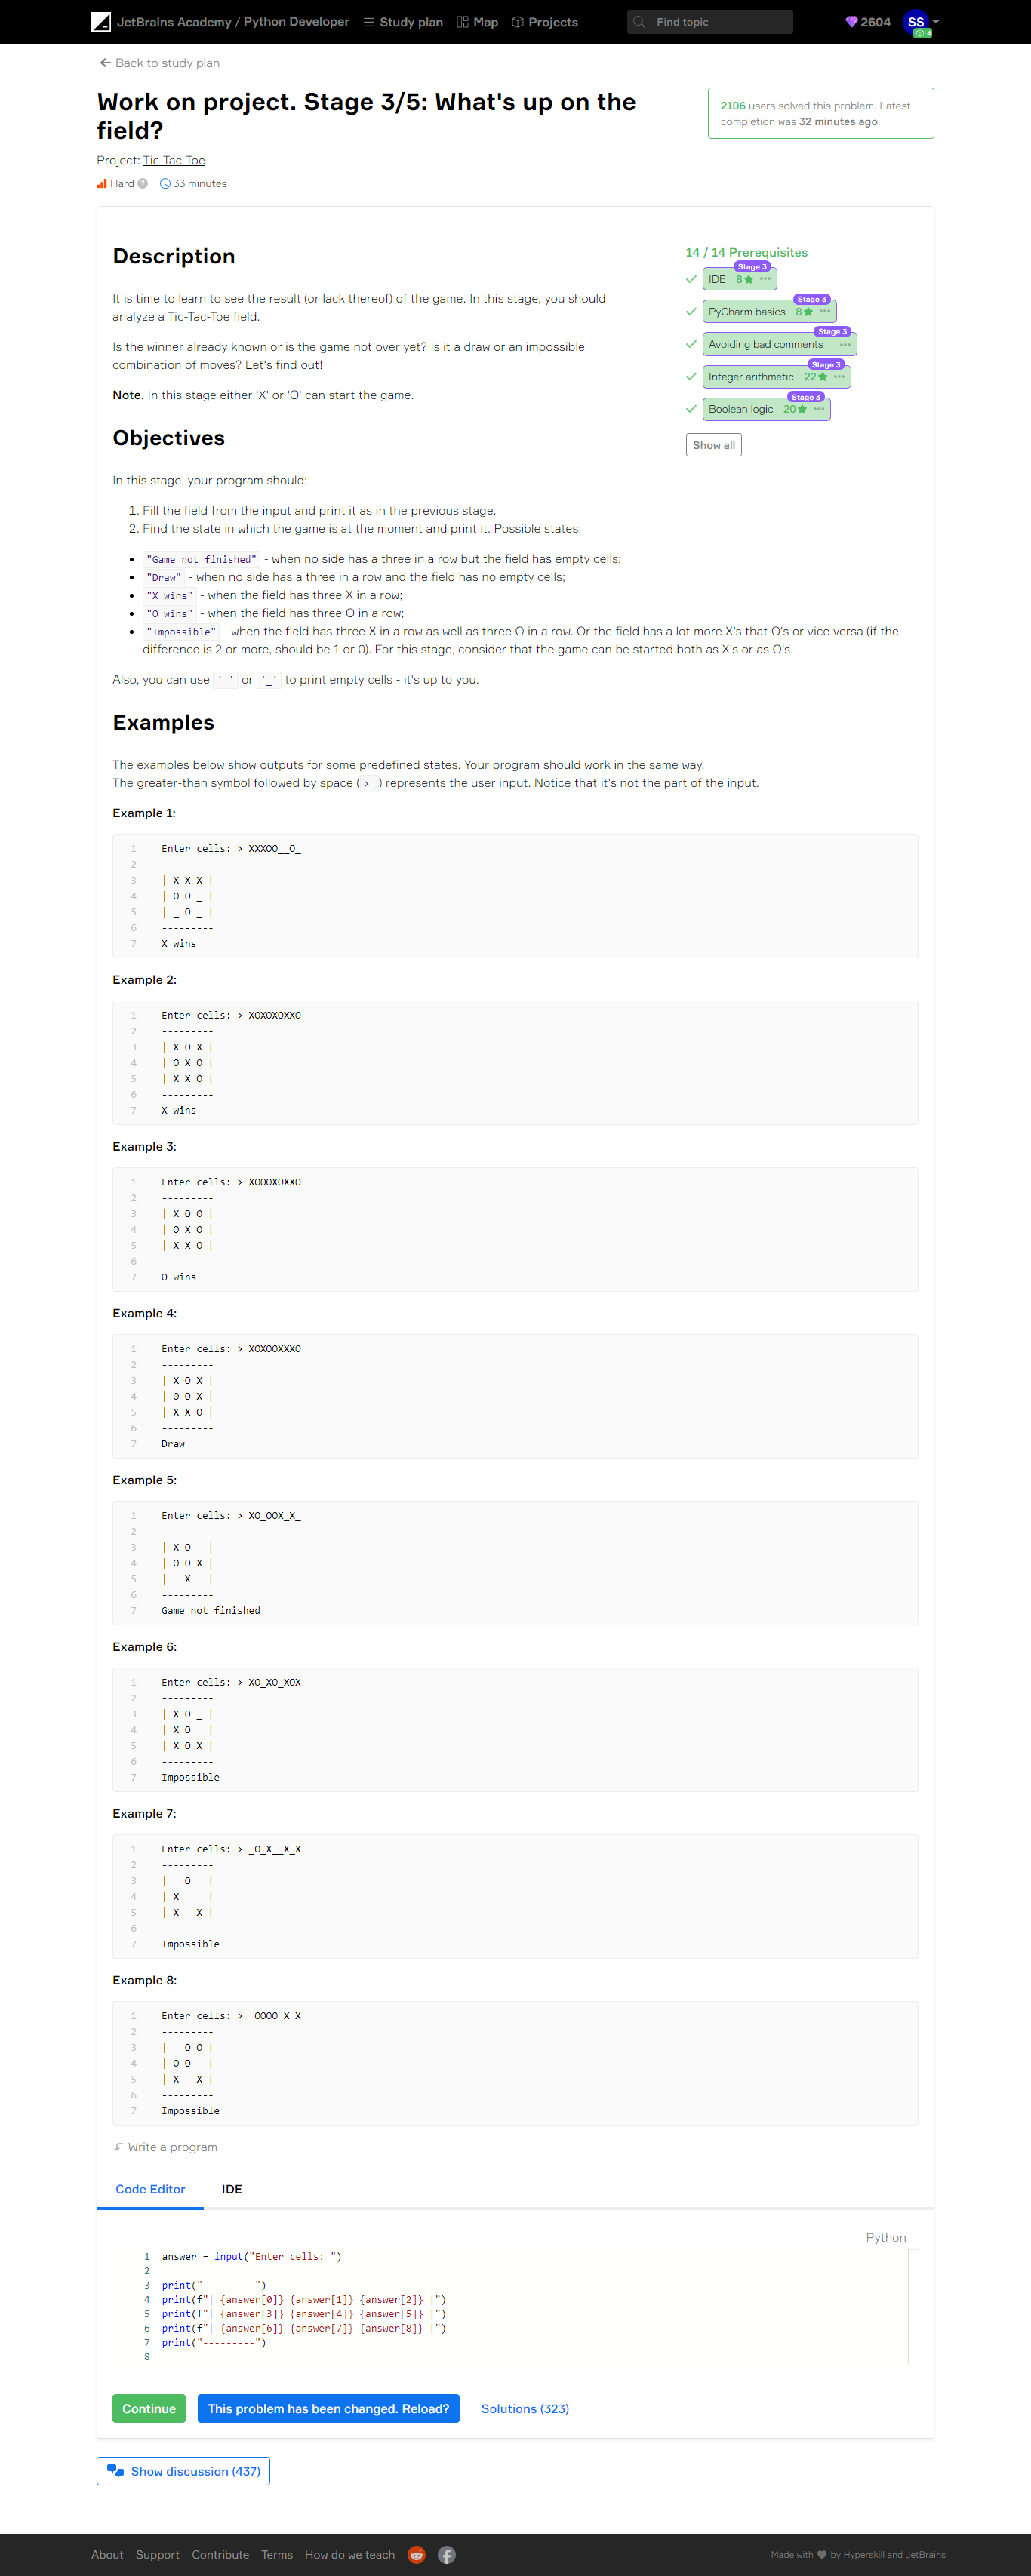 JetBrains Academy / Python Developer Study plan Map Projects Find topic 2604 SS 4
Back to study plan
Work on project. Stage 3/5: What's up on the
field?
2106 users solved this problem. Latest
completion was 32 minutes ago.
Project: Tic-Tac-Toe
Hard ? 33 minutes
Description
It is time to learn to see the result (or lack thereof) of the game. In this stage, you should
analyze a Tic-Tac-Toe field.
Is the winner already known or is the game not over yet? Is it a draw or an impossible
combination of moves? Let's find out!
Note. In this stage either 'X' or 'O' can start the game.
14 / 14 Prerequisites
Stage 3
IDE 8 ★ •••
Stage 3
PyCharm basics 8 ★ •••
Stage 3
Avoiding bad comments •••
Stage 3
Integer arithmetic 22 ★ •••
Stage 3
Boolean logic 20 ★ •••
Show all
Objectives
In this stage, your program should:
1. Fill the field from the input and print it as in the previous stage.
2. Find the state in which the game is at the moment and print it. Possible states:
• "Game not finished" - when no side has a three in a row but the field has empty cells;
• "Draw" - when no side has a three in a row and the field has no empty cells;
• "X wins" - when the field has three X in a row;
• "O wins" - when the field has three O in a row;
• "Impossible" - when the field has three X in a row as well as three O in a row. Or the field has a lot more X's that O's or vice versa (if the
difference is 2 or more, should be 1 or 0). For this stage, consider that the game can be started both as X's or as O's.
Also, you can use ' ' or '_' to print empty cells - it's up to you.
Examples
The examples below show outputs for some predefined states. Your program should work in the same way.
The greater-than symbol followed by space (> ) represents the user input. Notice that it's not the part of the input.
Example 1:
1 Enter cells: > XXXOO__O_
2 ---------
3 | X X X |
4 | O O _ |
5 | _ O _ |
6 ---------
7 X wins
Example 2:
1 Enter cells: > XOXOXOXXO
2 ---------
3 | X O X |
4 | O X O |
5 | X X O |
6 ---------
7 X wins
Example 3:
1 Enter cells: > XOOOXOXXO
2 ---------
3 | X O O |
4 | O X O |
5 | X X O |
6 ---------
7 O wins
Example 4:
1 Enter cells: > XOXOOXXXO
2 ---------
3 | X O X |
4 | O O X |
5 | X X O |
6 ---------
7 Draw
Example 5:
1 Enter cells: > XO_OOX_X_
2 ---------
3 | X O   |
4 | O O X |
5 |   X   |
6 ---------
7 Game not finished
Example 6:
1 Enter cells: > XO_XO_XOX
2 ---------
3 | X O _ |
4 | X O _ |
5 | X O X |
6 ---------
7 Impossible
Example 7:
1 Enter cells: > _O_X__X_X
2 ---------
3 |   O   |
4 | X     |
5 | X   X |
6 ---------
7 Impossible
Example 8:
1 Enter cells: > _OOOO_X_X
2 ---------
3 |   O O |
4 | O O   |
5 | X   X |
6 ---------
7 Impossible
Write a program
Code Editor IDE
Python
1 answer = input("Enter cells: ")
2
3 print("---------")
4 print(f"| {answer[0]} {answer[1]} {answer[2]} |")
5 print(f"| {answer[3]} {answer[4]} {answer[5]} |")
6 print(f"| {answer[6]} {answer[7]} {answer[8]} |")
7 print("---------")
8
Continue This problem has been changed. Reload? Solutions (323)
Show discussion (437)
About Support Contribute Terms How do we teach Made with ♥ by Hyperskill and JetBrains